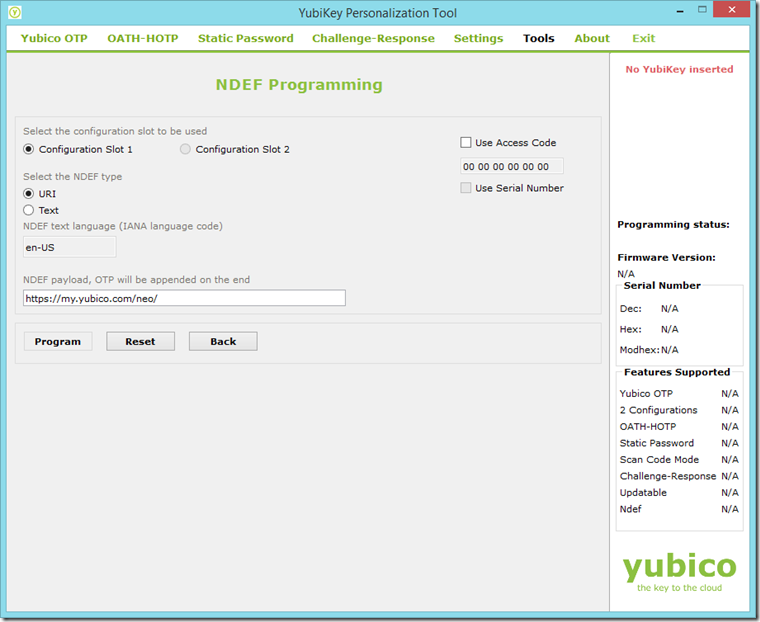 YubiKey Personalization Tool
Yubico OTP OATH-HOTP Static Password Challenge-Response Settings Tools About Exit
NDEF Programming
Select the configuration slot to be used
Configuration Slot 1 Configuration Slot 2
Select the NDEF type
URI
Text
NDEF text language (IANA language code)
en-US
NDEF payload, OTP will be appended on the end
https://my.yubico.com/neo/
Use Access Code
00 00 00 00 00 00
Use Serial Number
Program Reset Back
No YubiKey inserted
Programming status:
Firmware Version:
N/A
Serial Number
Dec: N/A
Hex: N/A
Modhex: N/A
Features Supported
Yubico OTP N/A
2 Configurations N/A
OATH-HOTP N/A
Static Password N/A
Scan Code Mode N/A
Challenge-Response N/A
Updatable N/A
Ndef N/A
yubico
the key to the cloud